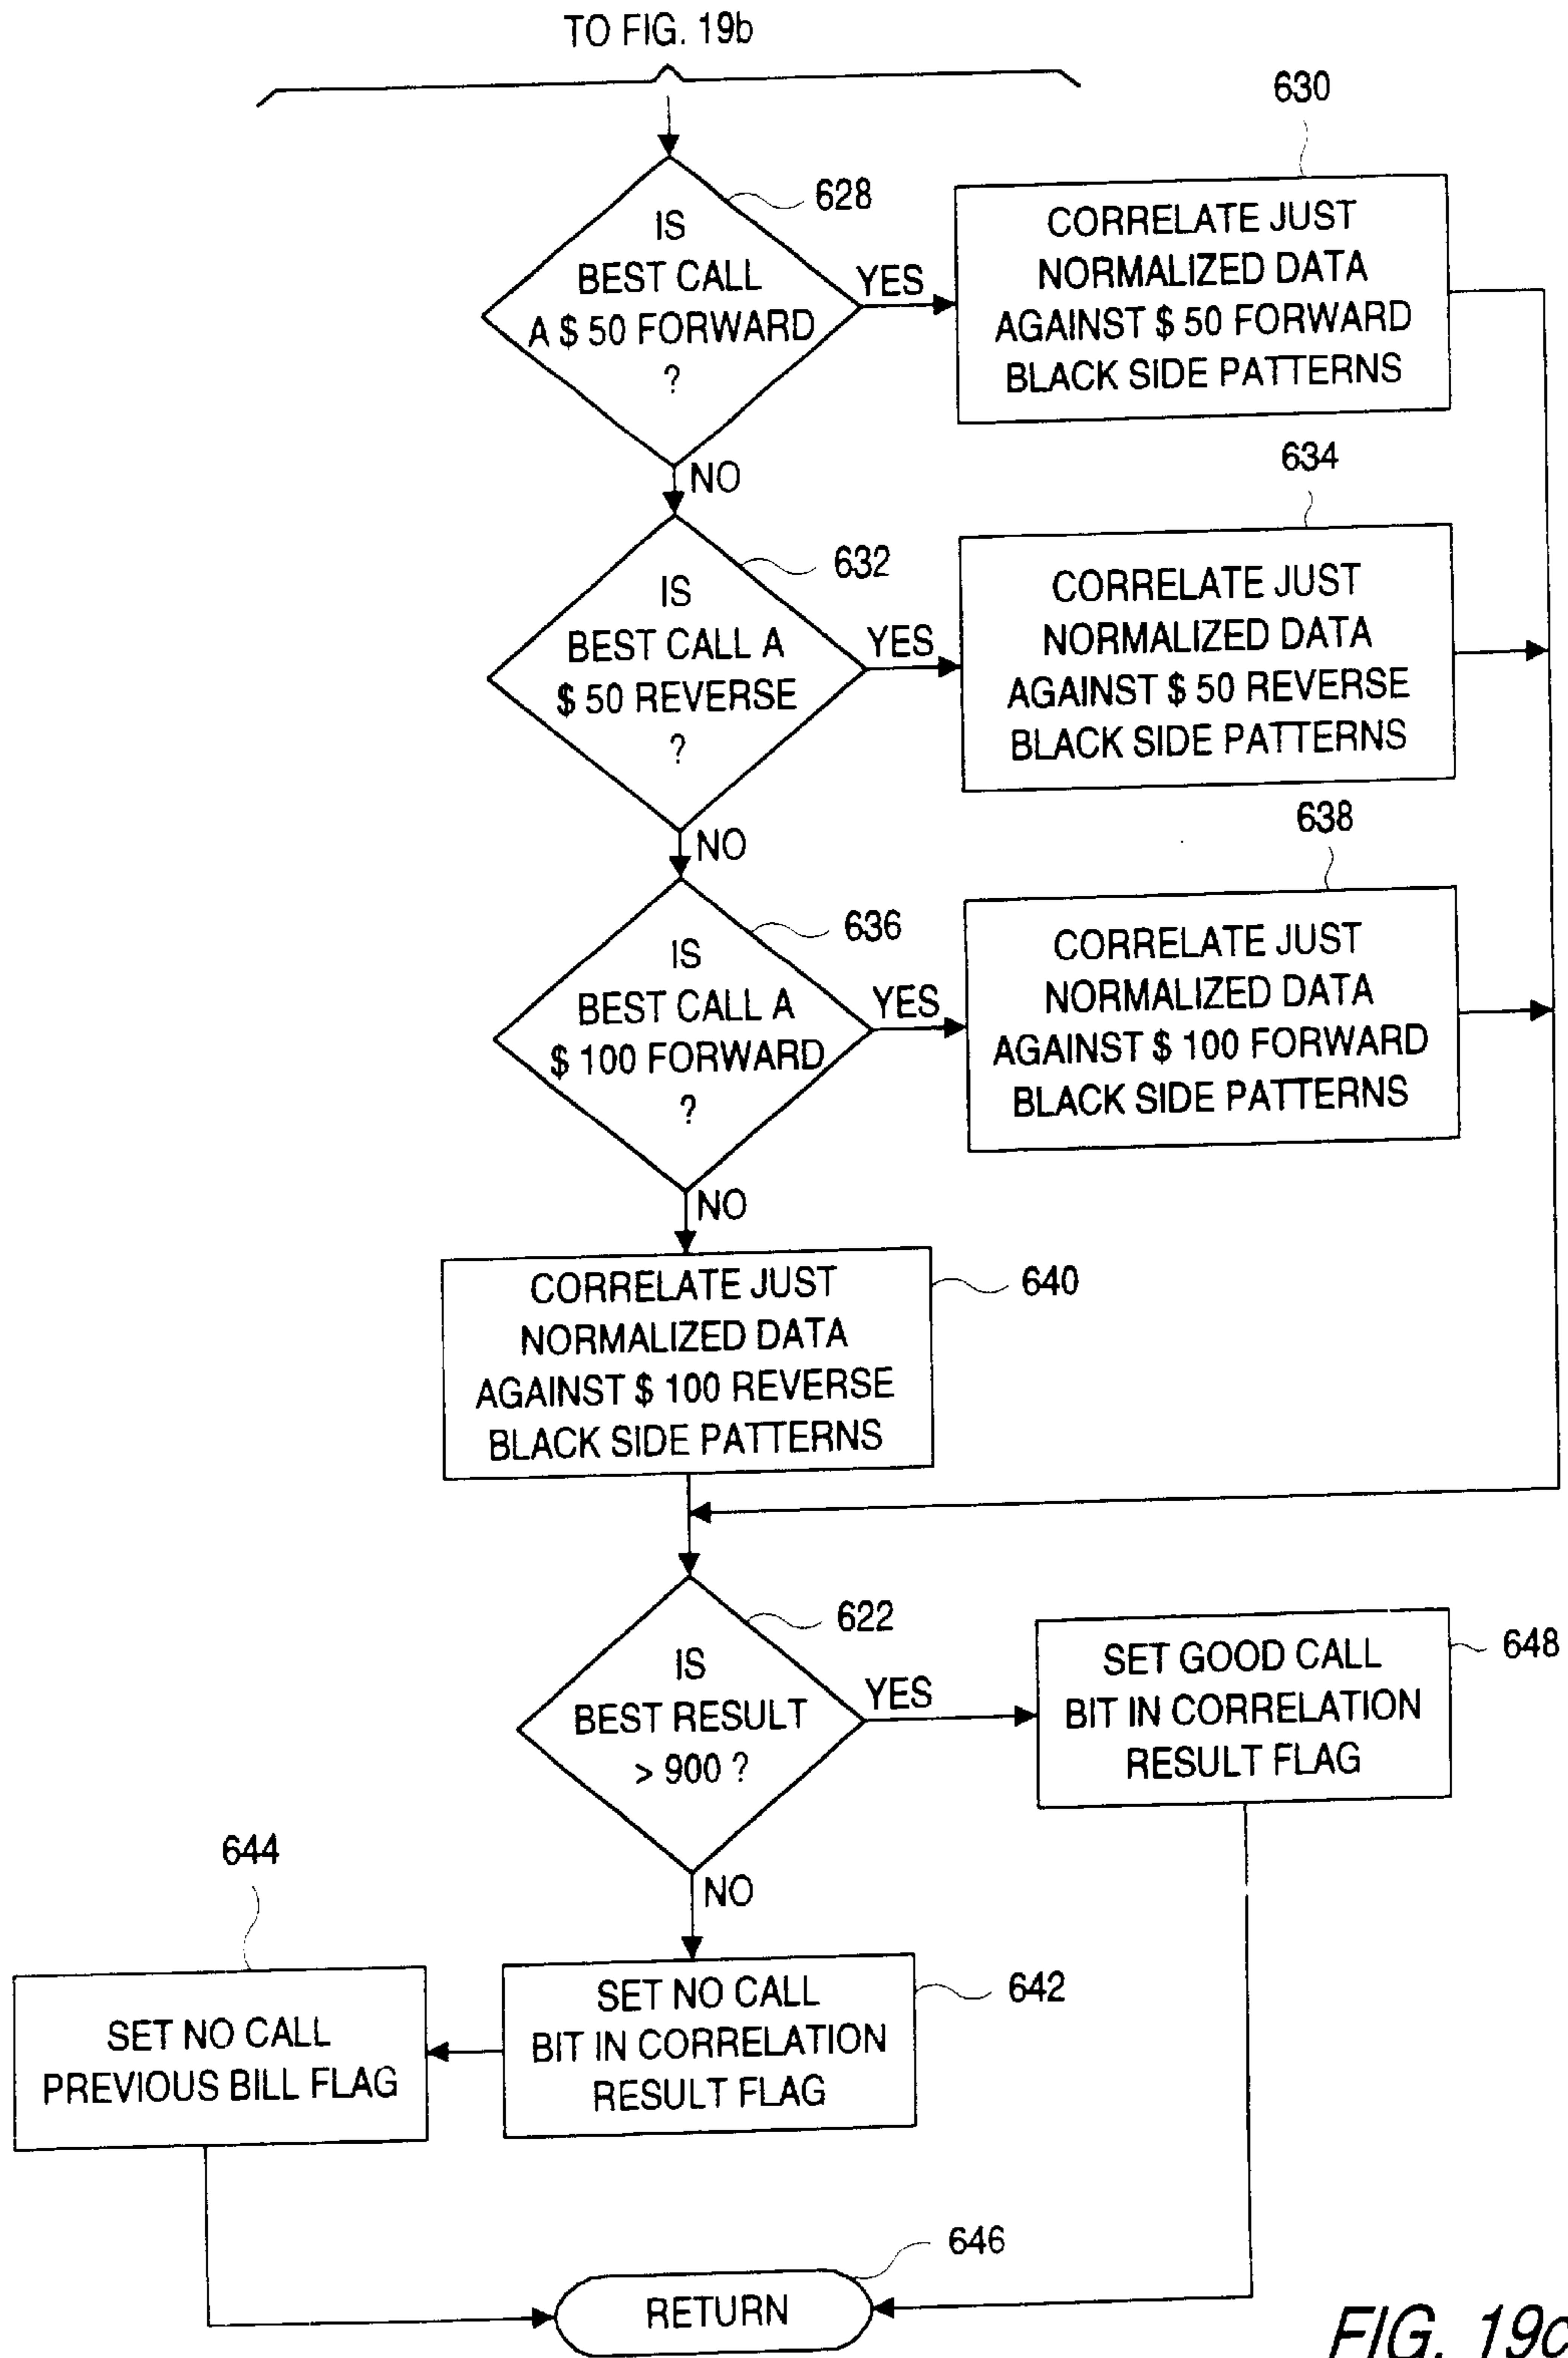 TO FIG. 19b
628
IS
BEST CALL
A $ 50 FORWARD
?
YES
NO
630
CORRELATE JUST
NORMALIZED DATA
AGAINST $ 50 FORWARD
BLACK SIDE PATTERNS
632
IS
BEST CALL A
$ 50 REVERSE
?
YES
NO
634
CORRELATE JUST
NORMALIZED DATA
AGAINST $ 50 REVERSE
BLACK SIDE PATTERNS
636
IS
BEST CALL A
$ 100 FORWARD
?
YES
NO
638
CORRELATE JUST
NORMALIZED DATA
AGAINST $ 100 FORWARD
BLACK SIDE PATTERNS
CORRELATE JUST
NORMALIZED DATA
AGAINST $ 100 REVERSE
BLACK SIDE PATTERNS
640
622
IS
BEST RESULT
> 900 ?
YES
NO
SET GOOD CALL
BIT IN CORRELATION
RESULT FLAG
648
644
SET NO CALL
PREVIOUS BILL FLAG
SET NO CALL
BIT IN CORRELATION
RESULT FLAG
642
646
RETURN
FIG. 19c